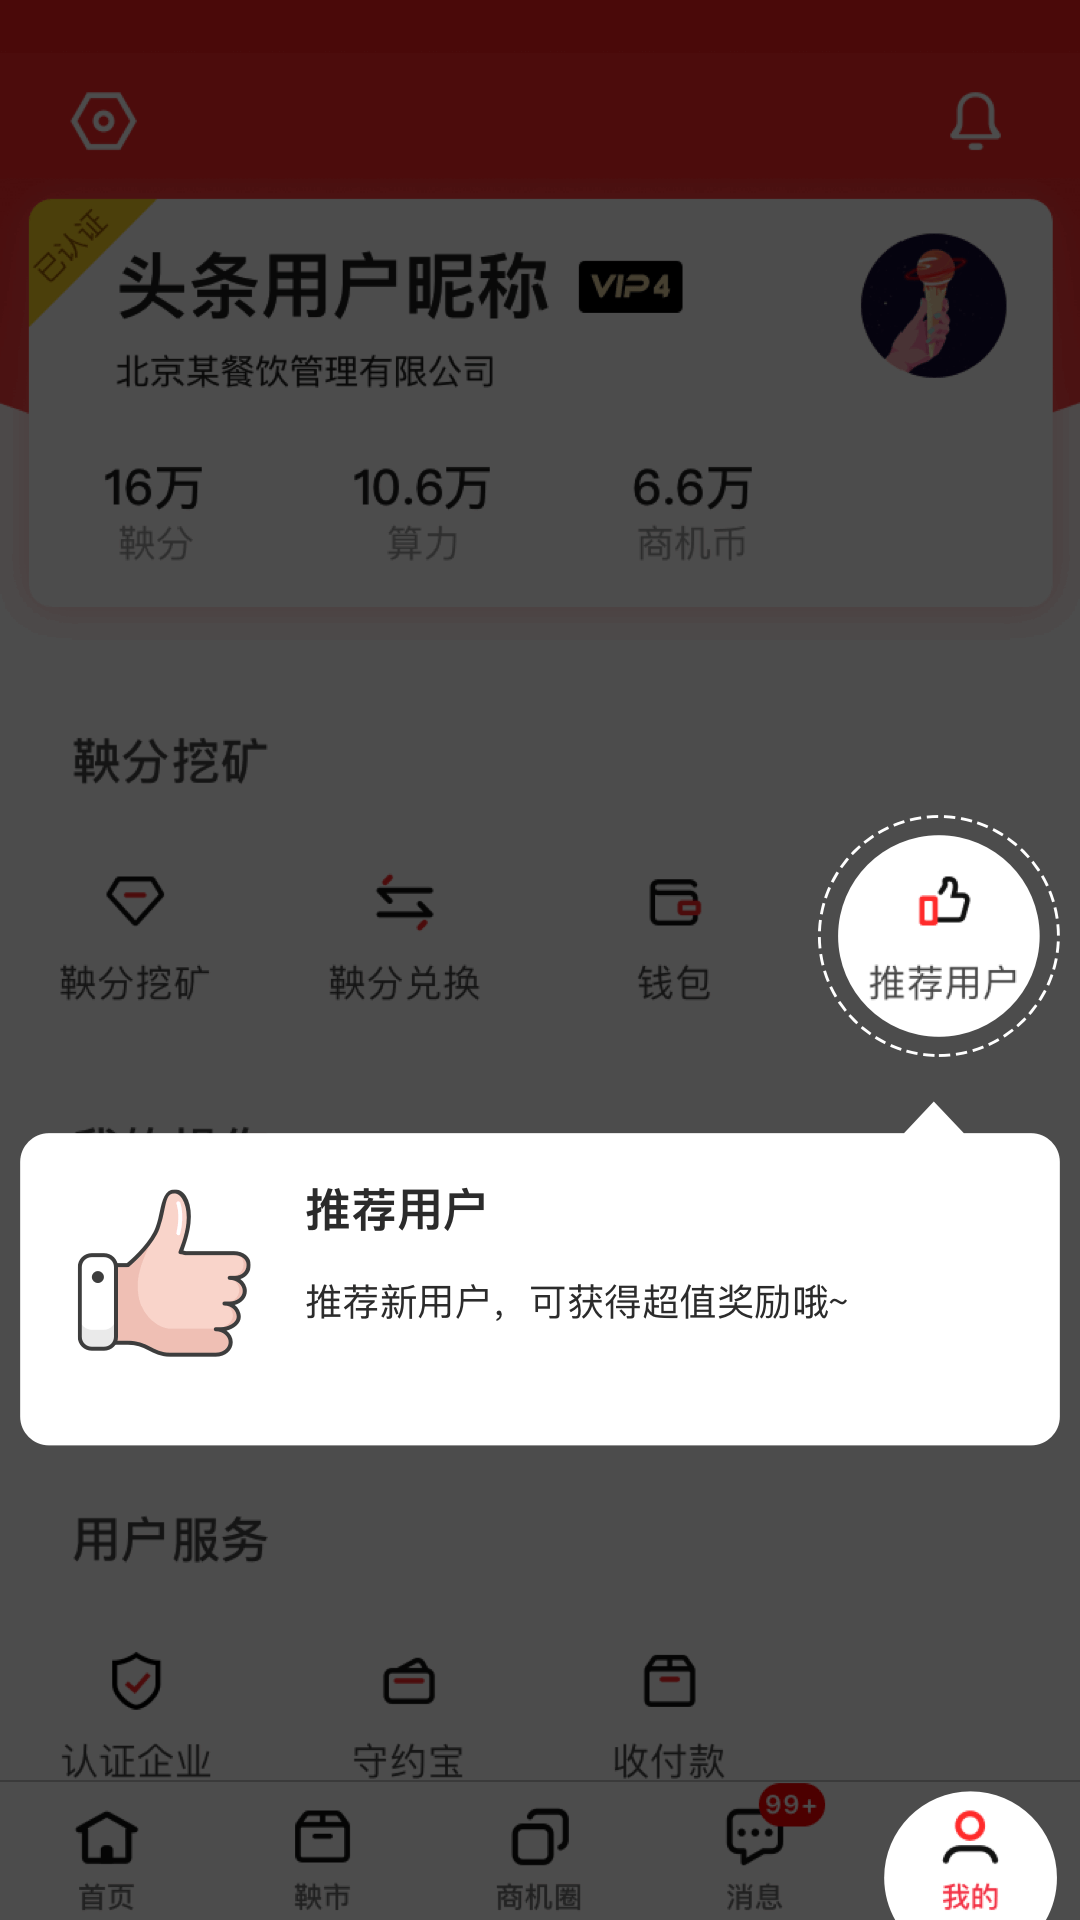 已认证
头条用户昵称 VIP4
北京某餐饮管理有限公司
16万 10.6万 6.6万
鞅分 算力 商机币
鞅分挖矿
鞅分挖矿 鞅分兑换 钱包 推荐用户
推荐用户
推荐新用户，可获得超值奖励哦~
用户服务
认证企业 守约宝 收付款
99+
首页 鞅市 商机圈 消息 我的